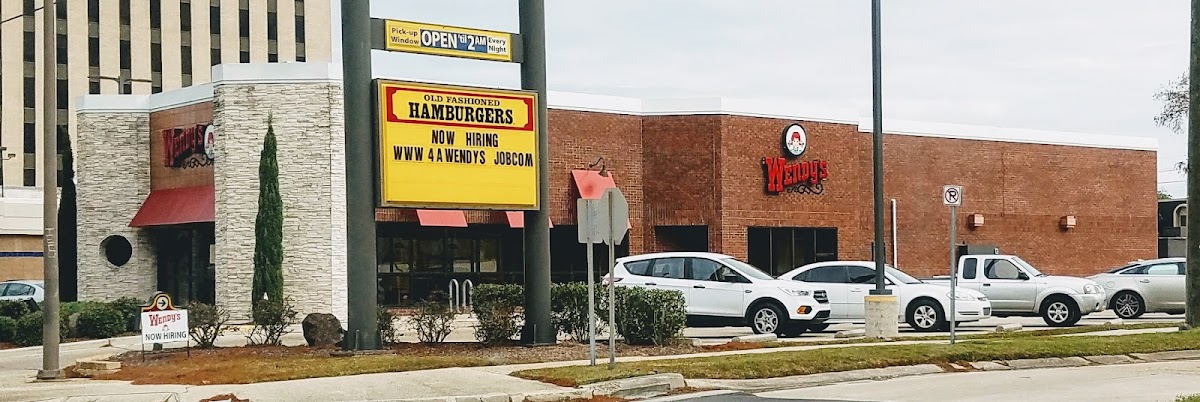 Pick-up Window OPEN 'til 2AM Every Night
OLD FASHIONED
HAMBURGERS
NOW HIRING
WWW 4 A WENDYS JOBCOM
Wendy's
Wendy's
WENDY'S
NOW HIRING